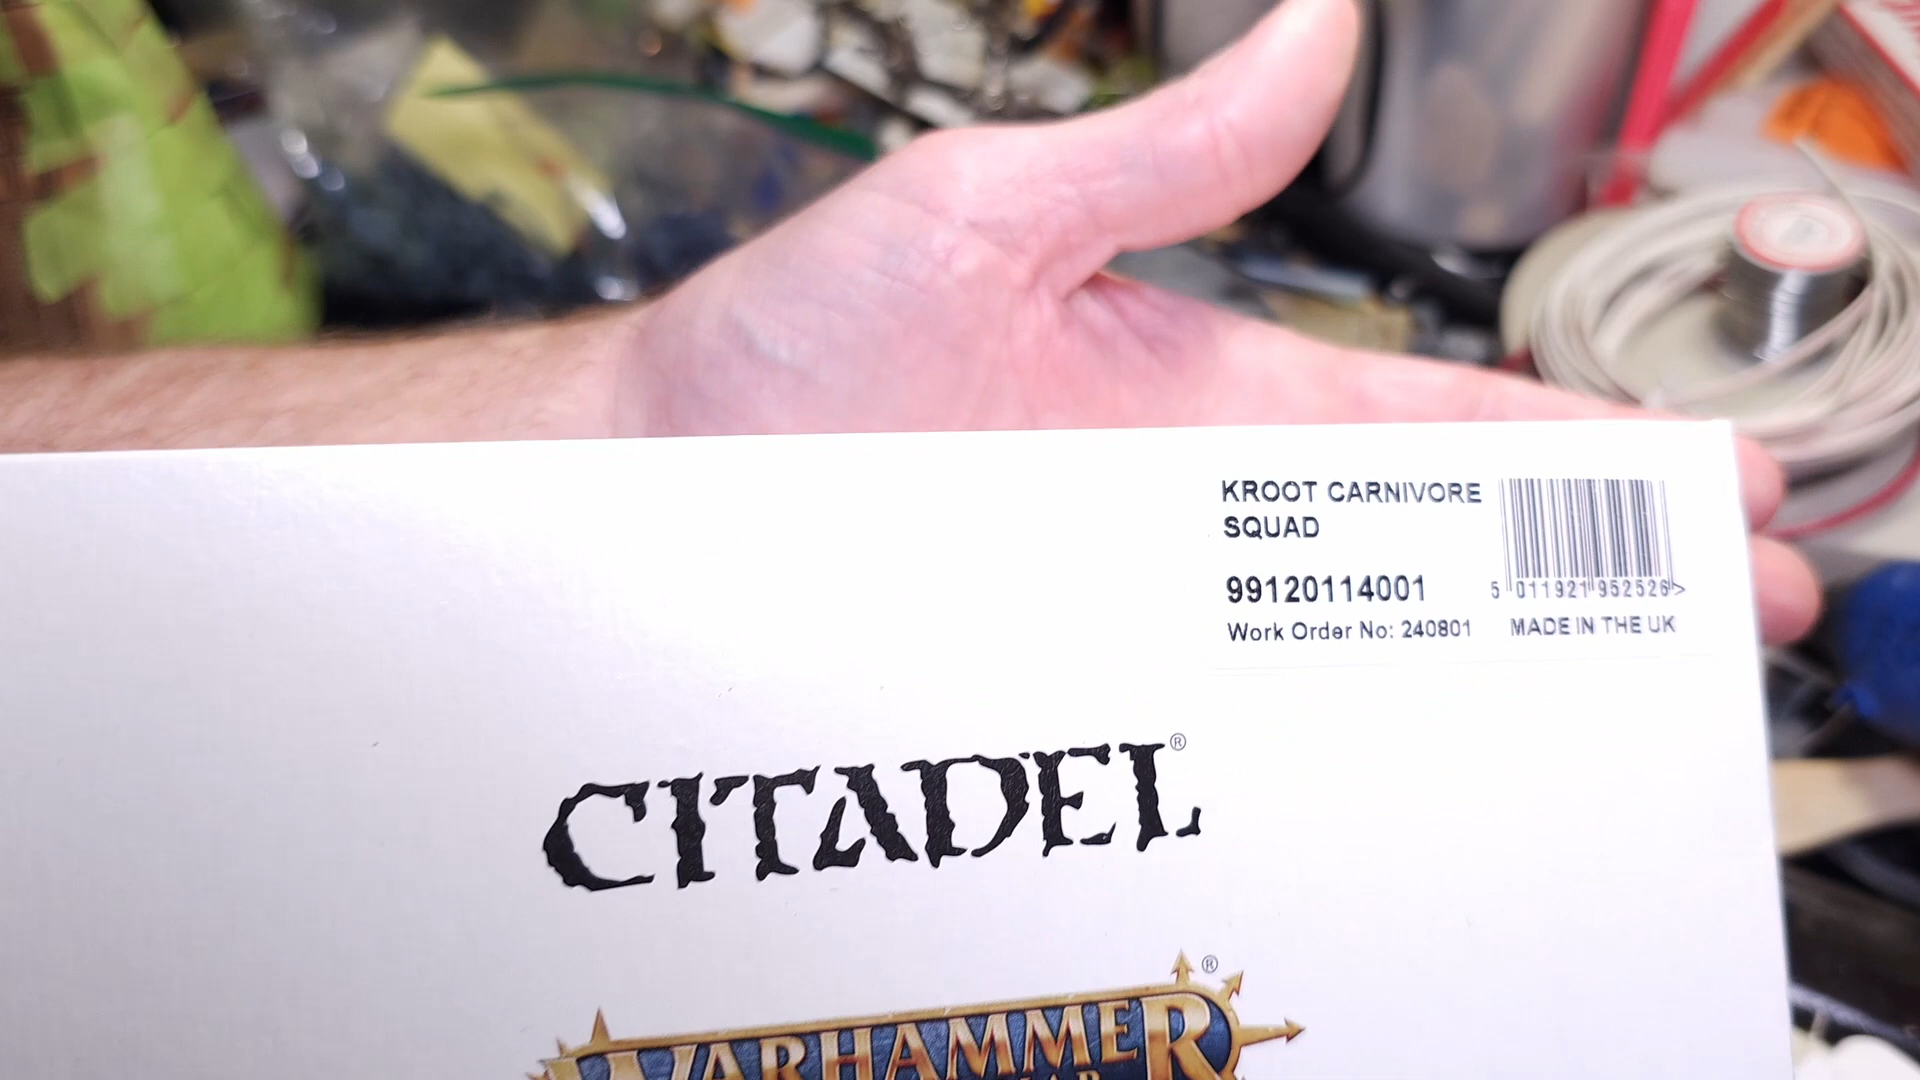 KROOT CARNIVORE
SQUAD
99120114001
5 011921 952526 >
Work Order No: 240801
MADE IN THE UK
CITADEL®
WARHAMMER®